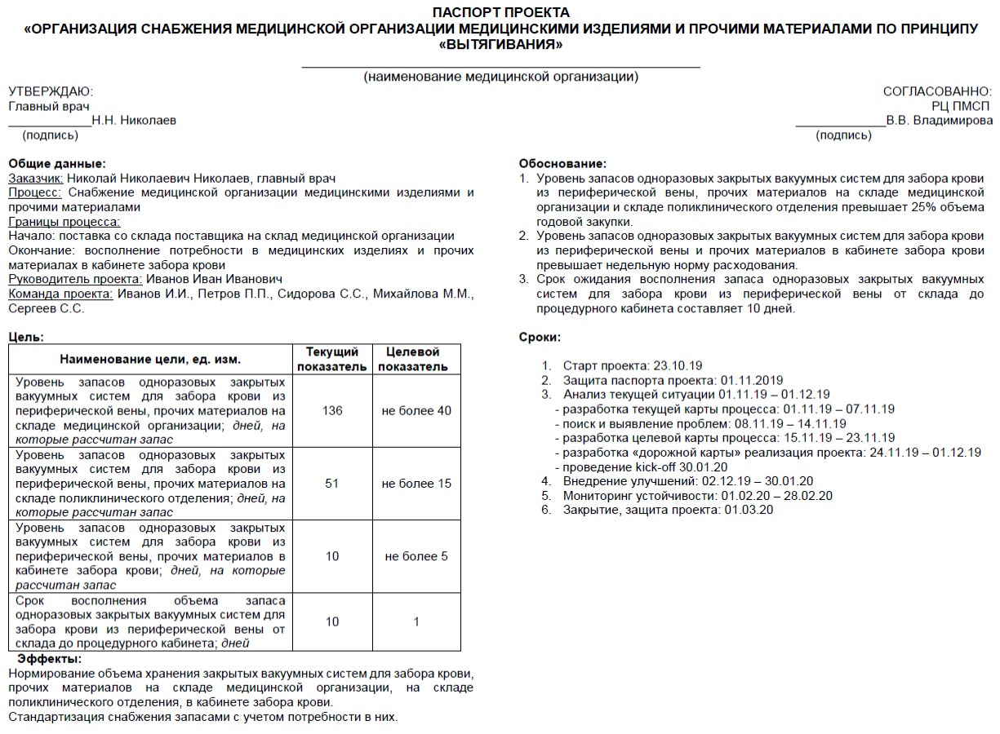 ПАСПОРТ ПРОЕКТА
«ОРГАНИЗАЦИЯ СНАБЖЕНИЯ МЕДИЦИНСКОЙ ОРГАНИЗАЦИИ МЕДИЦИНСКИМИ ИЗДЕЛИЯМИ И ПРОЧИМИ МАТЕРИАЛАМИ ПО ПРИНЦИПУ
«ВЫТЯГИВАНИЯ»
(наименование медицинской организации)
УТВЕРЖДАЮ:
Главный врач
____________Н.Н. Николаев
(подпись)
СОГЛАСОВАННО:
РЦ ПМСП
_____________В.В. Владимирова
(подпись)
Общие данные:
Заказчик: Николай Николаевич Николаев, главный врач
Процесс: Снабжение медицинской организации медицинскими изделиями и
прочими материалами
Границы процесса:
Начало: поставка со склада поставщика на склад медицинской организации
Окончание: восполнение потребности в медицинских изделиях и прочих
материалах в кабинете забора крови
Руководитель проекта: Иванов Иван Иванович
Команда проекта: Иванов И.И., Петров П.П., Сидорова С.С., Михайлова М.М.,
Сергеев С.С.
Обоснование:
1. Уровень запасов одноразовых закрытых вакуумных систем для забора крови
из периферической вены, прочих материалов на складе медицинской
организации и складе поликлинического отделения превышает 25% объема
годовой закупки.
2. Уровень запасов одноразовых закрытых вакуумных систем для забора крови
из периферической вены и прочих материалов в кабинете забора крови
превышает недельную норму расходования.
3. Срок ожидания восполнения запаса одноразовых закрытых вакуумных
систем для забора крови из периферической вены от склада до
процедурного кабинета составляет 10 дней.
Цель:
Наименование цели, ед. изм.
Текущий
показатель
Целевой
показатель
Уровень запасов одноразовых закрытых
вакуумных систем для забора крови из
периферической вены, прочих материалов на
складе медицинской организации; дней, на
которые рассчитан запас
136
не более 40
Уровень запасов одноразовых закрытых
вакуумных систем для забора крови из
периферической вены, прочих материалов на
складе поликлинического отделения; дней, на
которые рассчитан запас
51
не более 15
Уровень запасов одноразовых закрытых
вакуумных систем для забора крови из
периферической вены, прочих материалов в
кабинете забора крови; дней, на которые
рассчитан запас
10
не более 5
Срок восполнения объема запаса
одноразовых закрытых вакуумных систем для
забора крови из периферической вены от
склада до процедурного кабинета; дней
10
1
Эффекты:
Нормирование объема хранения закрытых вакуумных систем для забора крови,
прочих материалов на складе медицинской организации, на складе
поликлинического отделения, в кабинете забора крови.
Стандартизация снабжения запасами с учетом потребности в них.
Сроки:
1. Старт проекта: 23.10.19
2. Защита паспорта проекта: 01.11.2019
3. Анализ текущей ситуации 01.11.19 – 01.12.19
- разработка текущей карты процесса: 01.11.19 – 07.11.19
- поиск и выявление проблем: 08.11.19 – 14.11.19
- разработка целевой карты процесса: 15.11.19 – 23.11.19
- разработка «дорожной карты» реализация проекта: 24.11.19 – 01.12.19
- проведение kick-off 30.01.20
4. Внедрение улучшений: 02.12.19 – 30.01.20
5. Мониторинг устойчивости: 01.02.20 – 28.02.20
6. Закрытие, защита проекта: 01.03.20